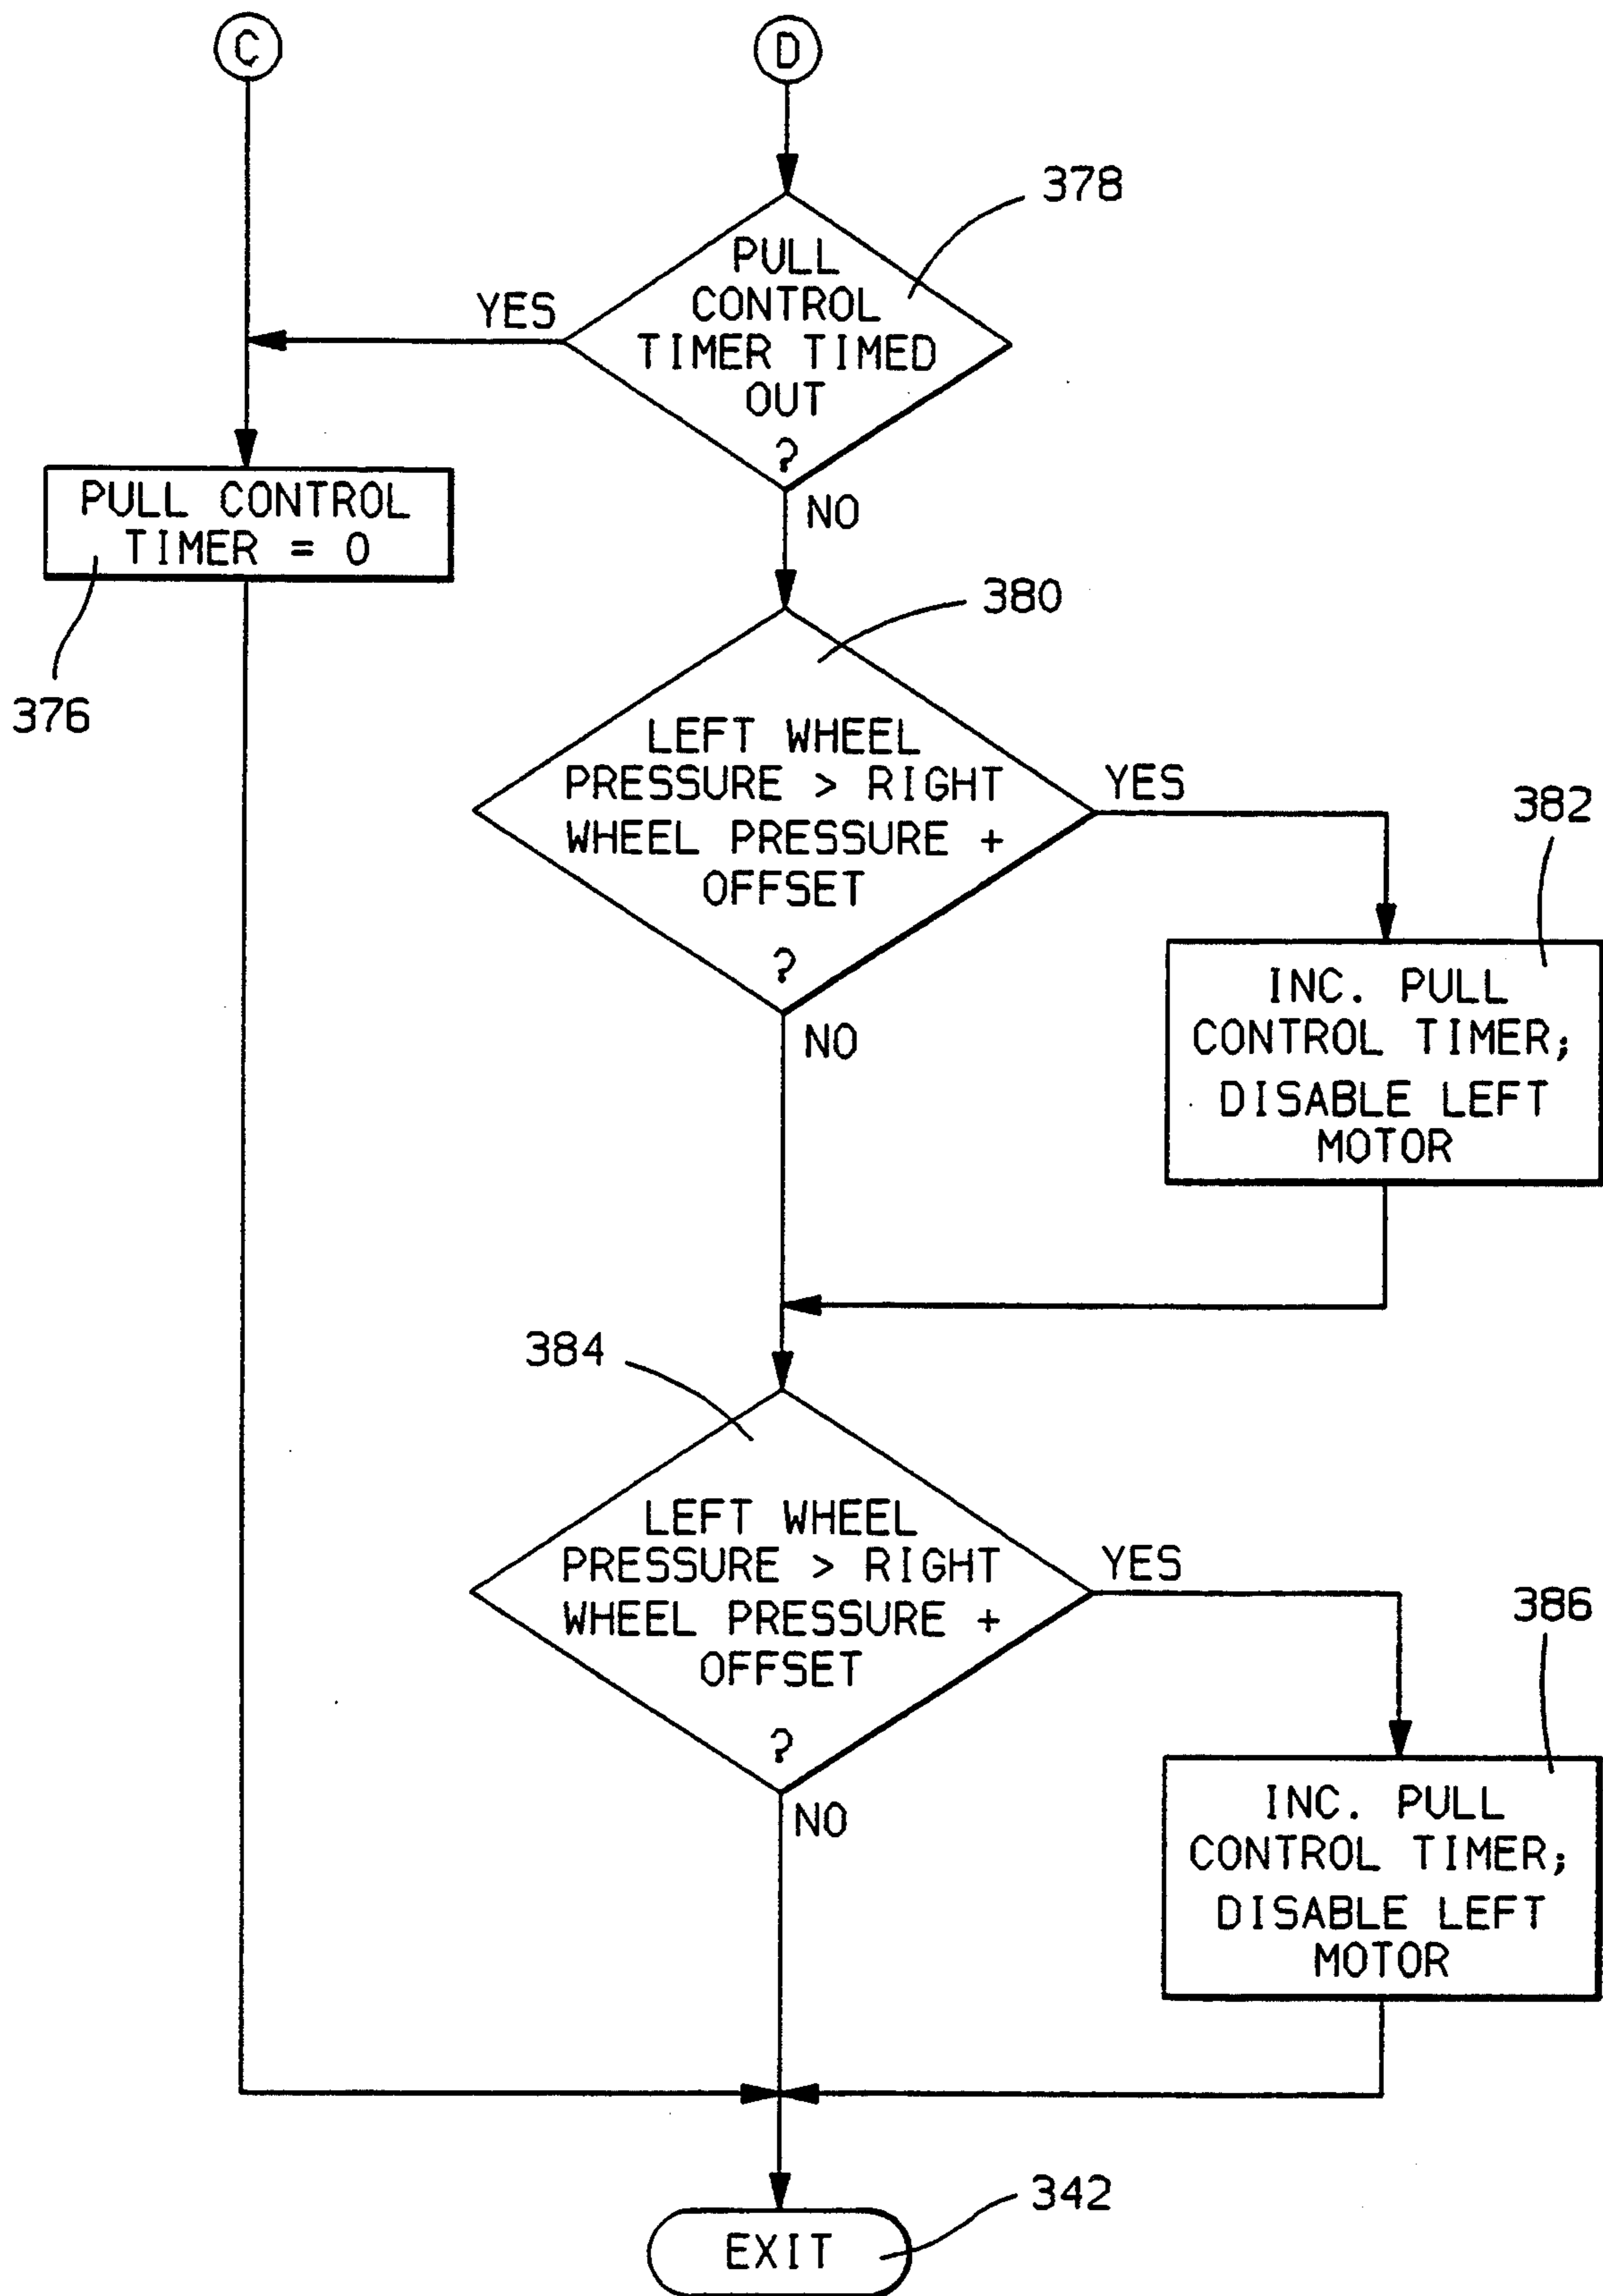 C
D
378
PULL
CONTROL
TIMER TIMED
OUT
?
YES
NO
PULL CONTROL
TIMER = 0
376
380
LEFT WHEEL
PRESSURE > RIGHT
WHEEL PRESSURE +
OFFSET
?
YES
NO
382
INC. PULL
CONTROL TIMER;
DISABLE LEFT
MOTOR
384
LEFT WHEEL
PRESSURE > RIGHT
WHEEL PRESSURE +
OFFSET
?
YES
NO
386
INC. PULL
CONTROL TIMER;
DISABLE LEFT
MOTOR
342
EXIT